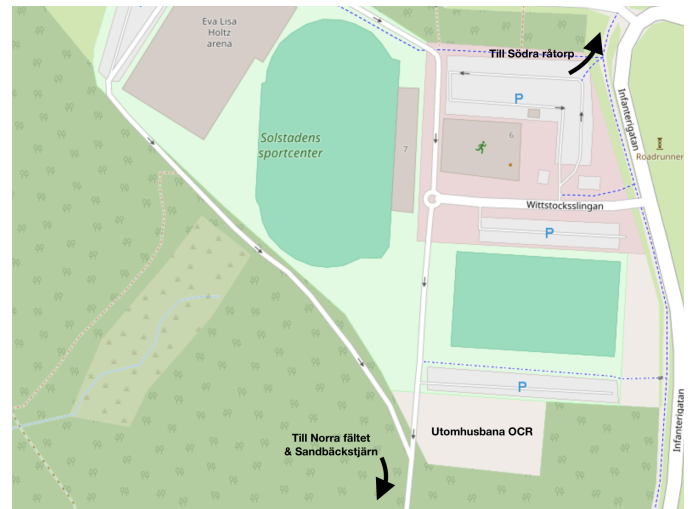 Eva Lisa
Holtz
arena
Till Södra råtorp
P
P
Infanterigatan
Solstadens
sportcenter
7
6
Roadrunner
Wittstocksslingan
P
P
Infanterigatan
Till Norra fältet
& Sandbäckstjärn
Utomhusbana OCR